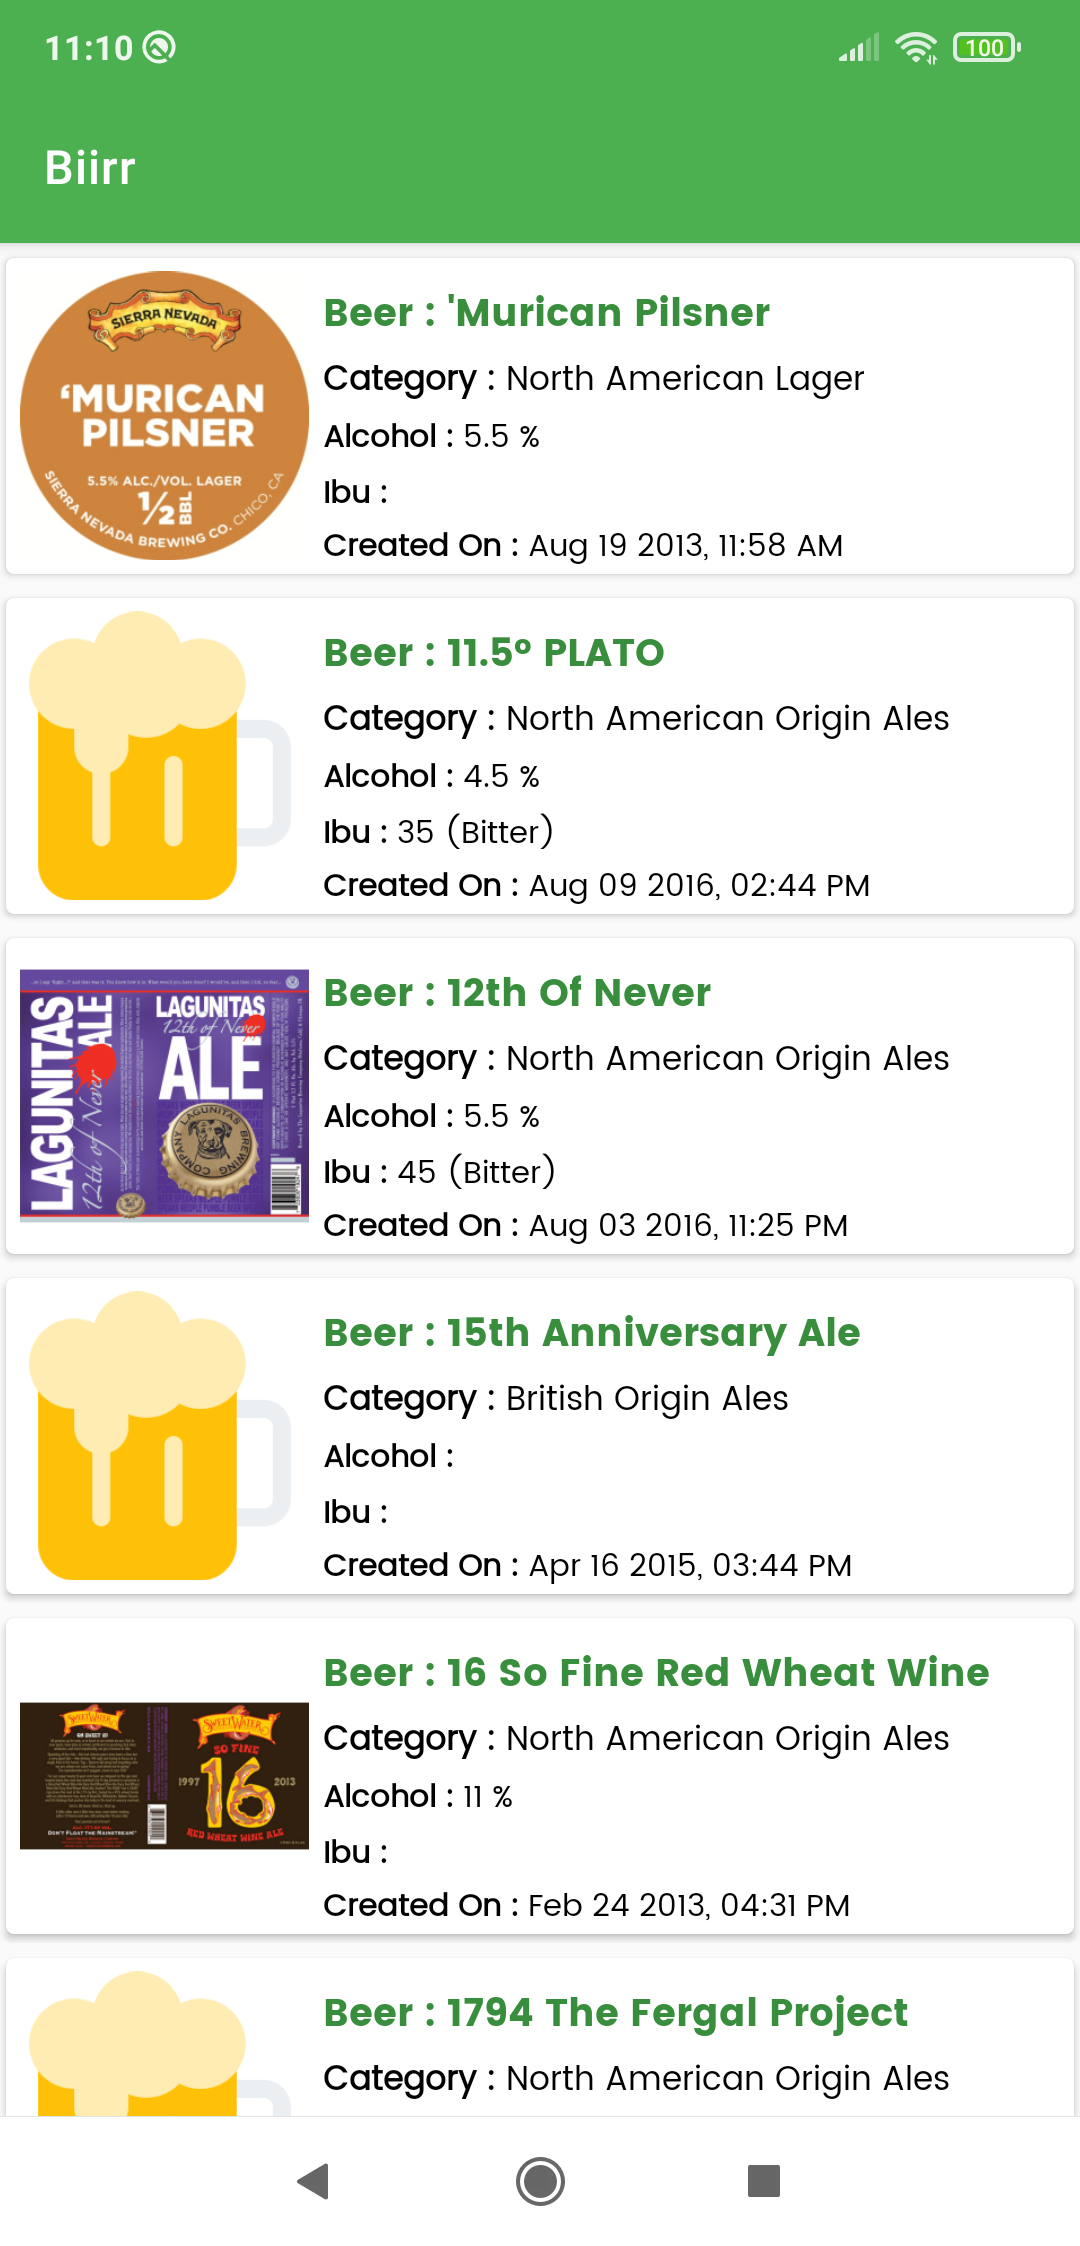 11:10
100
Biirr
SIERRA NEVADA
'MURICAN
PILSNER
5.5% ALC./VOL. LAGER
1/2 BBL
SIERRA NEVADA BREWING CO. CHICO, CA
Beer : 'Murican Pilsner
Category : North American Lager
Alcohol : 5.5 %
Ibu :
Created On : Aug 19 2013, 11:58 AM
Beer : 11.5° PLATO
Category : North American Origin Ales
Alcohol : 4.5 %
Ibu : 35 (Bitter)
Created On : Aug 09 2016, 02:44 PM
LAGUNITAS
12th of Never
ALE
LAGUNITAS
12th of Never
ALE
LAGUNITAS BREWING COMPANY
Beer : 12th Of Never
Category : North American Origin Ales
Alcohol : 5.5 %
Ibu : 45 (Bitter)
Created On : Aug 03 2016, 11:25 PM
Beer : 15th Anniversary Ale
Category : British Origin Ales
Alcohol :
Ibu :
Created On : Apr 16 2015, 03:44 PM
SWEETWATER
DON'T FLOAT THE MAINSTREAM!
SWEETWATER
SO FINE
1997 16 2013
RED WHEAT WINE ALE
Beer : 16 So Fine Red Wheat Wine
Category : North American Origin Ales
Alcohol : 11 %
Ibu :
Created On : Feb 24 2013, 04:31 PM
Beer : 1794 The Fergal Project
Category : North American Origin Ales